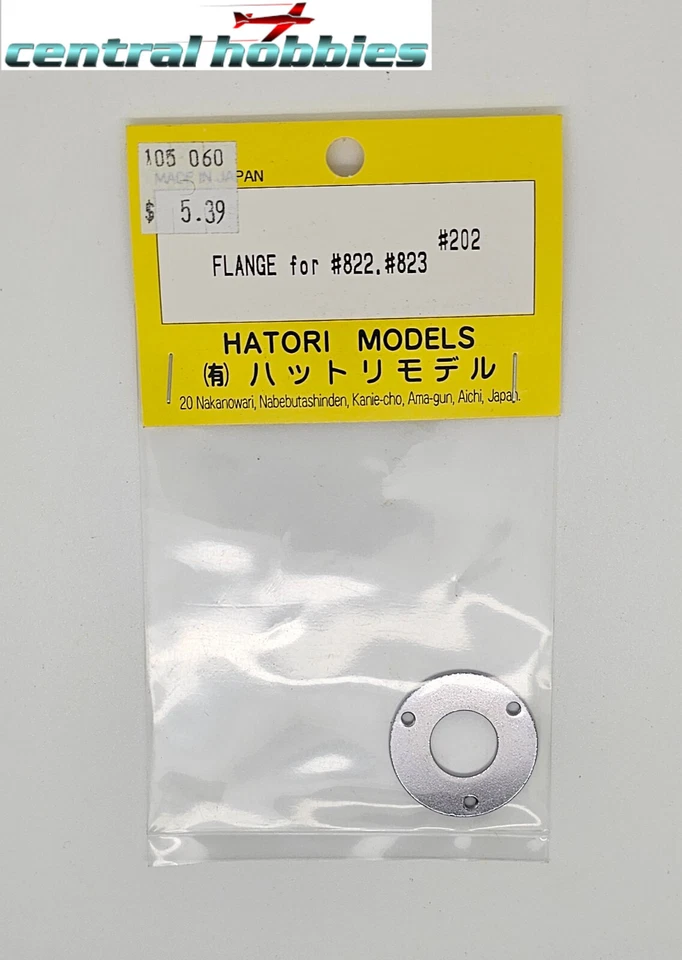 central hobbies
105 060
MADE IN JAPAN
$ 5.39
#202
FLANGE for #822,#823
HATORI MODELS
(有) ハットリモデル
20 Nakanowari, Nabebutashinden, Kanie-cho, Ama-gun, Aichi, Japan.